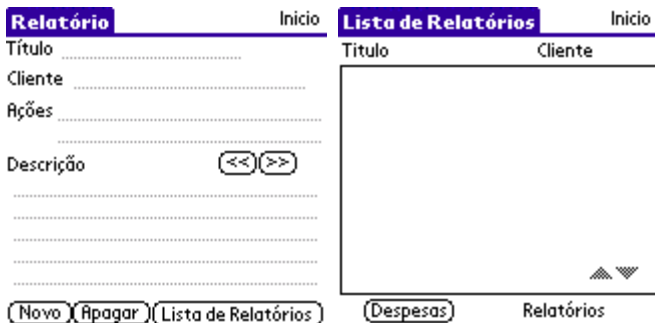 Relatório Inicio
Título
Cliente
Ações
Descrição << >>
Novo Apagar Lista de Relatórios
Lista de Relatórios Inicio
Titulo Cliente
Despesas Relatórios